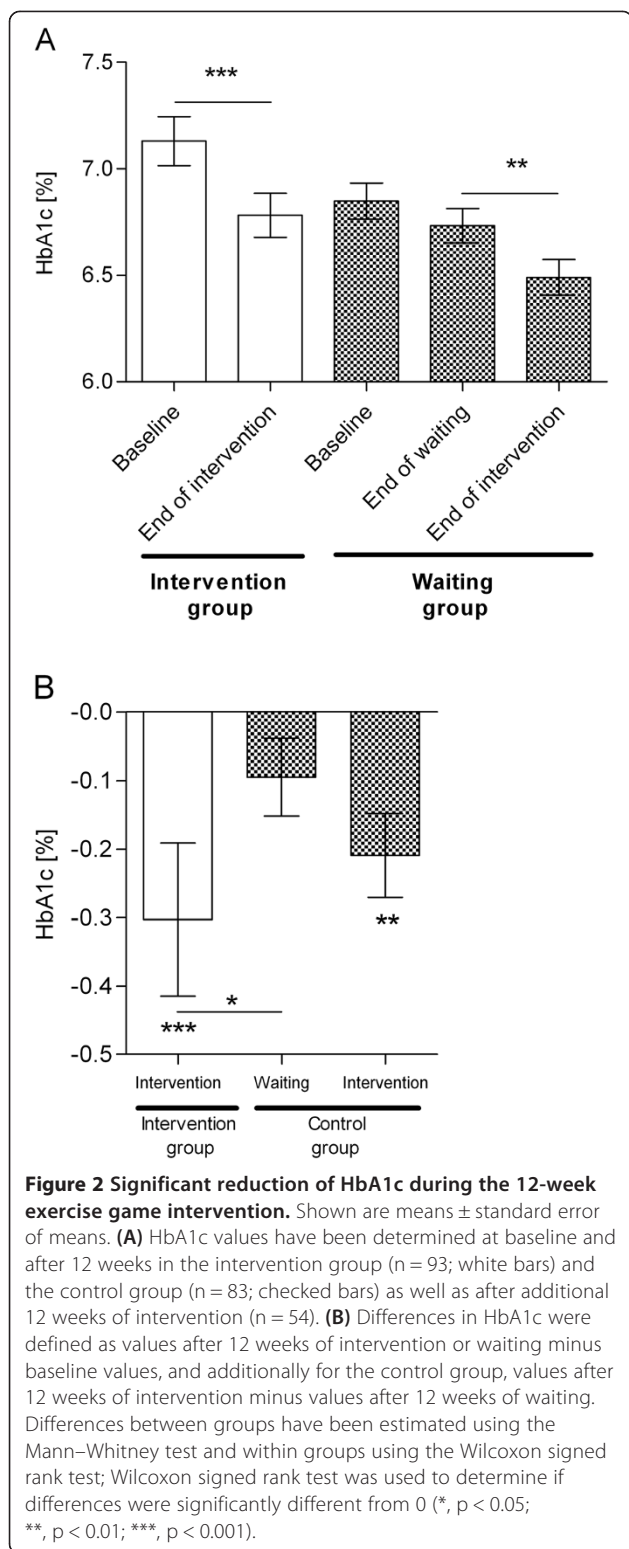 A
7.5
***
7.0
**
HbA1c [%]
6.5
6.0
Baseline
End of intervention
Baseline
End of waiting
End of intervention
Intervention
group
Waiting
group
B
-0.0
-0.1
-0.2
HbA1c [%]
-0.3
**
-0.4
*
***
-0.5
Intervention Waiting Intervention
Intervention
group
Control
group
Figure 2 Significant reduction of HbA1c during the 12-week
exercise game intervention. Shown are means ± standard error
of means. (A) HbA1c values have been determined at baseline and
after 12 weeks in the intervention group (n = 93; white bars) and
the control group (n = 83; checked bars) as well as after additional
12 weeks of intervention (n = 54). (B) Differences in HbA1c were
defined as values after 12 weeks of intervention or waiting minus
baseline values, and additionally for the control group, values after
12 weeks of intervention minus values after 12 weeks of waiting.
Differences between groups have been estimated using the
Mann–Whitney test and within groups using the Wilcoxon signed
rank test; Wilcoxon signed rank test was used to determine if
differences were significantly different from 0 (*, p < 0.05;
**, p < 0.01; ***, p < 0.001).